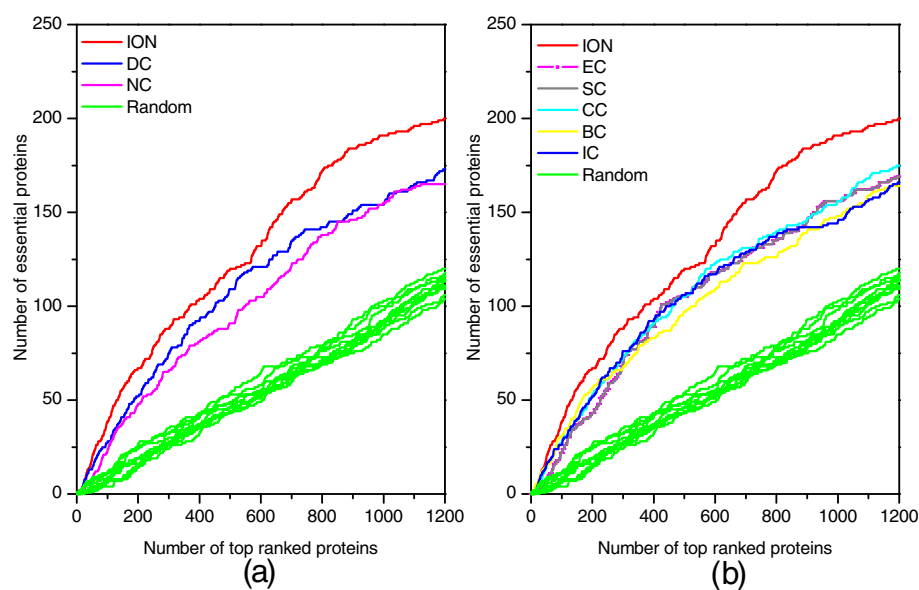 250
200
150
100
50
0
Number of essential proteins
ION
DC
NC
Random
0 200 400 600 800 1000 1200
Number of top ranked proteins
(a)
250
200
150
100
50
0
Number of essential proteins
ION
EC
SC
CC
BC
IC
Random
0 200 400 600 800 1000 1200
Number of top ranked proteins
(b)